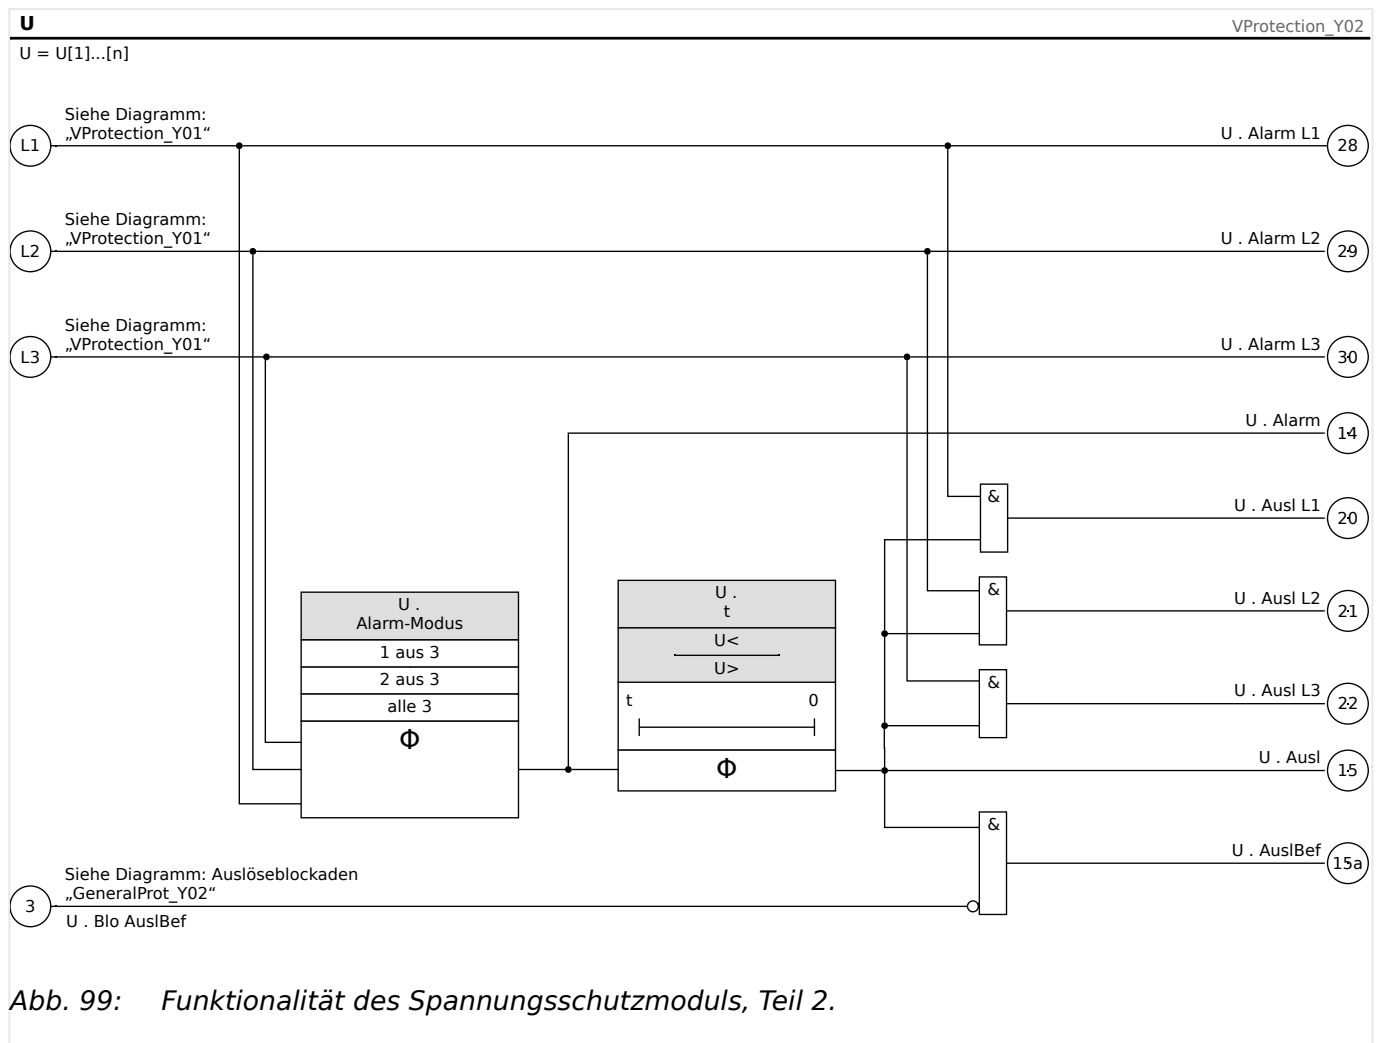 U
VProtection_Y02
U = U[1]...[n]
Siehe Diagramm:
„VProtection_Y01“
L1
U . Alarm L1
28
Siehe Diagramm:
„VProtection_Y01“
L2
U . Alarm L2
29
Siehe Diagramm:
„VProtection_Y01“
L3
U . Alarm L3
30
U . Alarm
14
&
U . Ausl L1
20
&
U . Ausl L2
21
&
U . Ausl L3
22
U .
Alarm-Modus
1 aus 3
2 aus 3
alle 3
Φ
U .
t
U<
U>
t 0
Φ
U . Ausl
15
&
U . AuslBef
15a
Siehe Diagramm: Auslöseblockaden
„GeneralProt_Y02“
3
U . Blo AuslBef
Abb. 99: Funktionalität des Spannungsschutzmoduls, Teil 2.